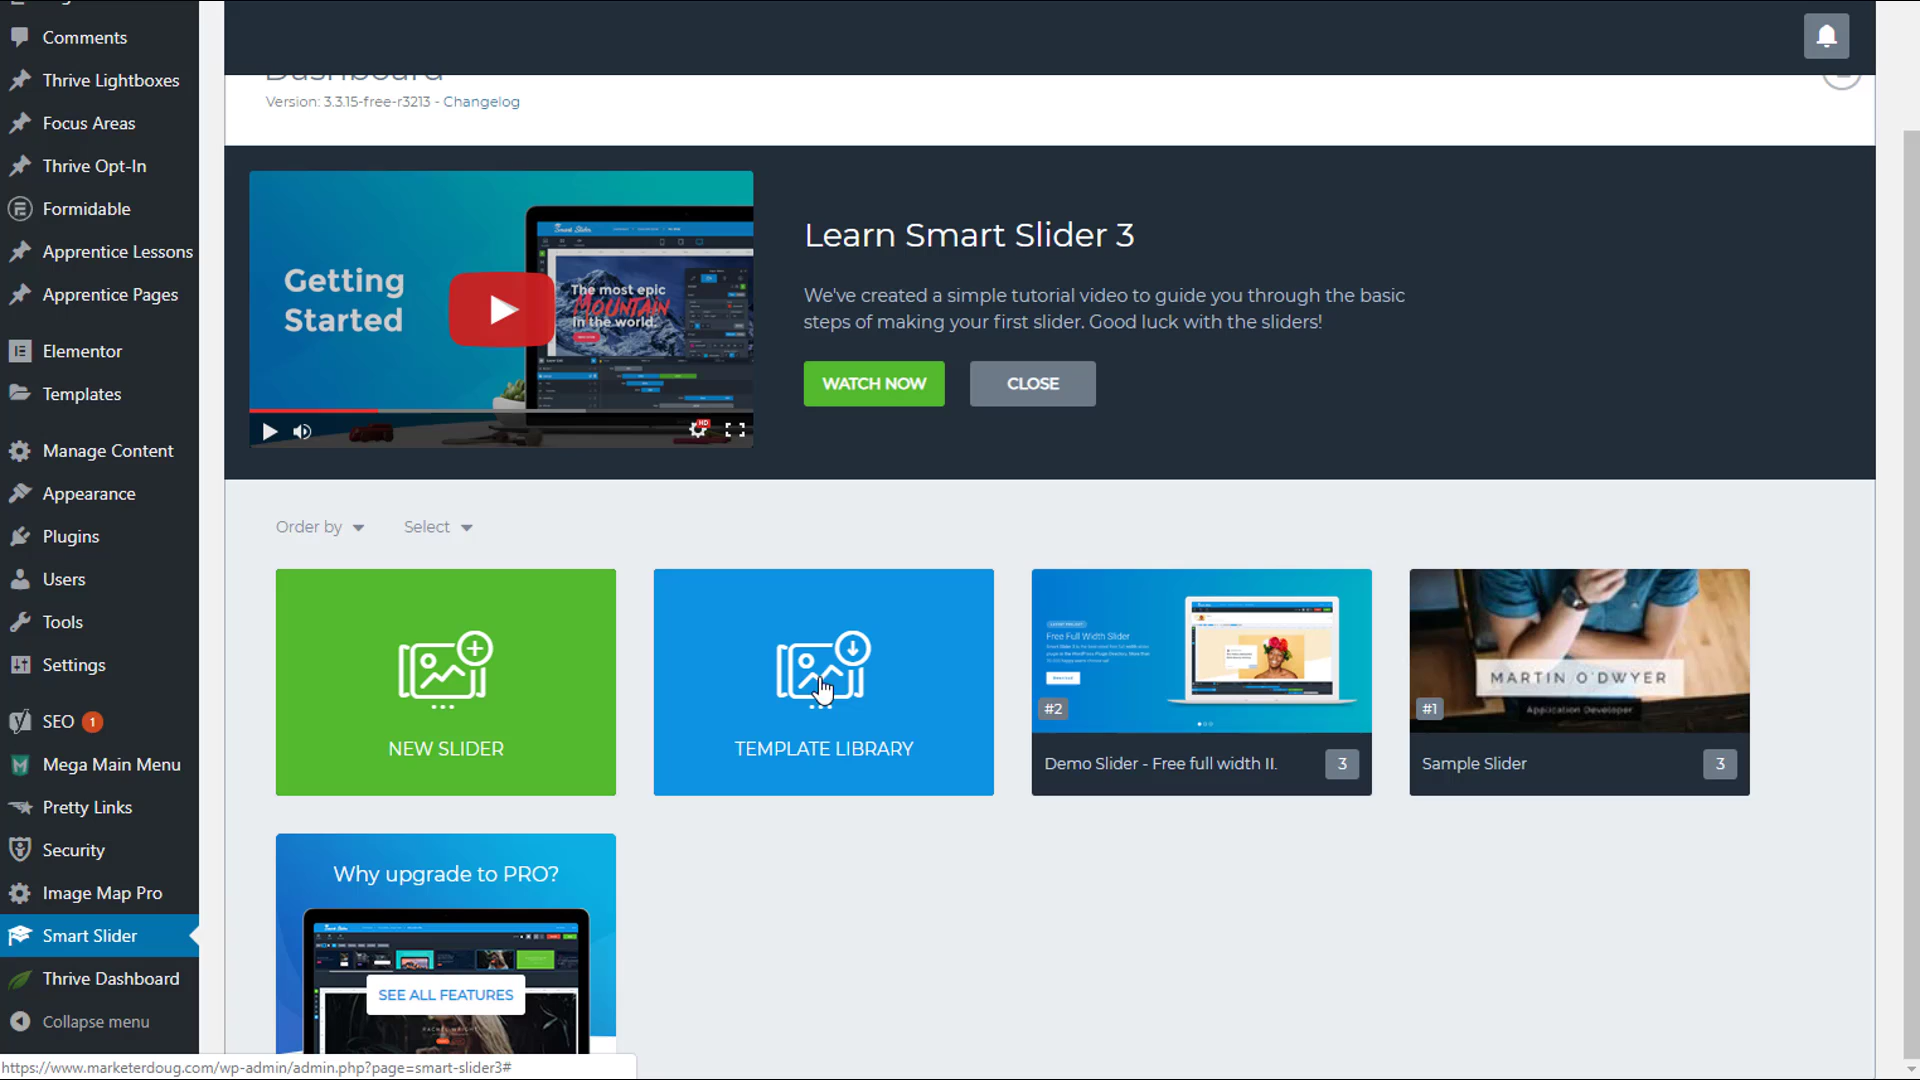 Comments
Thrive Lightboxes
Focus Areas
Thrive Opt-In
Formidable
Apprentice Lessons
Apprentice Pages
Elementor
Templates
Manage Content
Appearance
Plugins
Users
Tools
Settings
SEO 1
Mega Main Menu
Pretty Links
Security
Image Map Pro
Smart Slider
Thrive Dashboard
Collapse menu
Dashboard
Version: 3.3.15-free-r3213 - Changelog
Getting
Started
The most epic
MOUNTAIN
in the world.
HD
Learn Smart Slider 3
We've created a simple tutorial video to guide you through the basic
steps of making your first slider. Good luck with the sliders!
WATCH NOW
CLOSE
Order by
Select
NEW SLIDER
TEMPLATE LIBRARY
Free Full Width Slider
#2
Demo Slider - Free full width II.
3
MARTIN O'DWYER
Application Developer
#1
Sample Slider
3
Why upgrade to PRO?
SEE ALL FEATURES
RACHEL WRIGHT
https://www.marketerdoug.com/wp-admin/admin.php?page=smart-slider3#